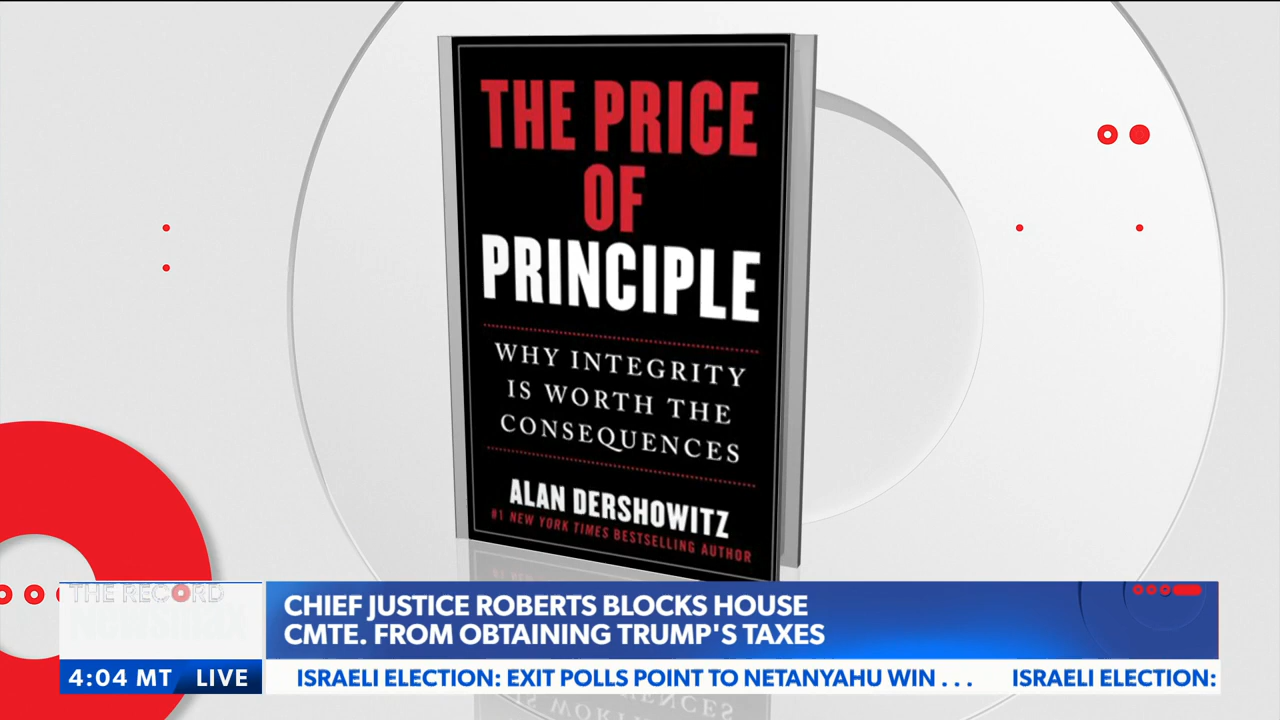 THE PRICE
OF
PRINCIPLE
WHY INTEGRITY
IS WORTH THE
CONSEQUENCES
ALAN DERSHOWITZ
#1 NEW YORK TIMES BESTSELLING AUTHOR
THE RECORD
CHIEF JUSTICE ROBERTS BLOCKS HOUSE
CMTE. FROM OBTAINING TRUMP'S TAXES
4:04 MT LIVE
ISRAELI ELECTION: EXIT POLLS POINT TO NETANYAHU WIN . . . ISRAELI ELECTION: